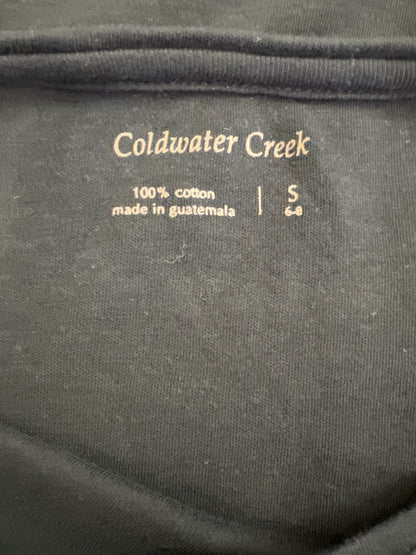 Coldwater Creek
100% cotton | S
made in guatemala | 6-8